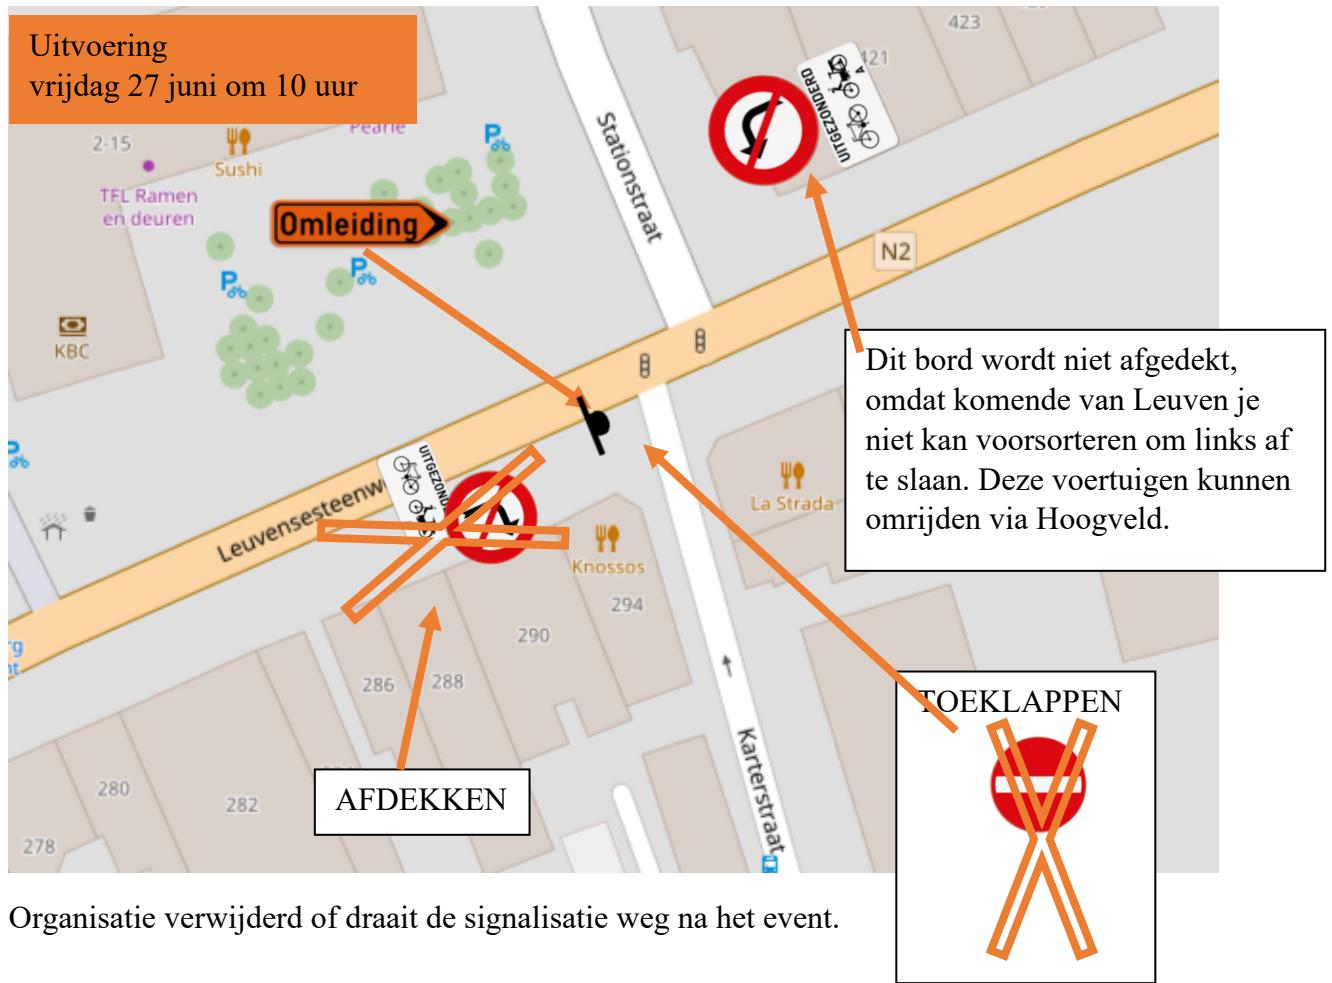 Uitvoering
vrijdag 27 juni om 10 uur
423
421
UITGEZONDERD
A
2-15
Pearle
Sushi
TFL Ramen
en deuren
Omleiding
Stationstraat
N2
KBC
Dit bord wordt niet afgedekt,
omdat komende van Leuven je
niet kan voorsorteren om links af
te slaan. Deze voertuigen kunnen
omrijden via Hoogveld.
UITGEZONDE
Leuvensesteenw
La Strada
Knossos
294
290
288
286
280
282
278
AFDEKKEN
Karterstraat
TOEKLAPPEN
Organisatie verwijderd of draait de signalisatie weg na het event.